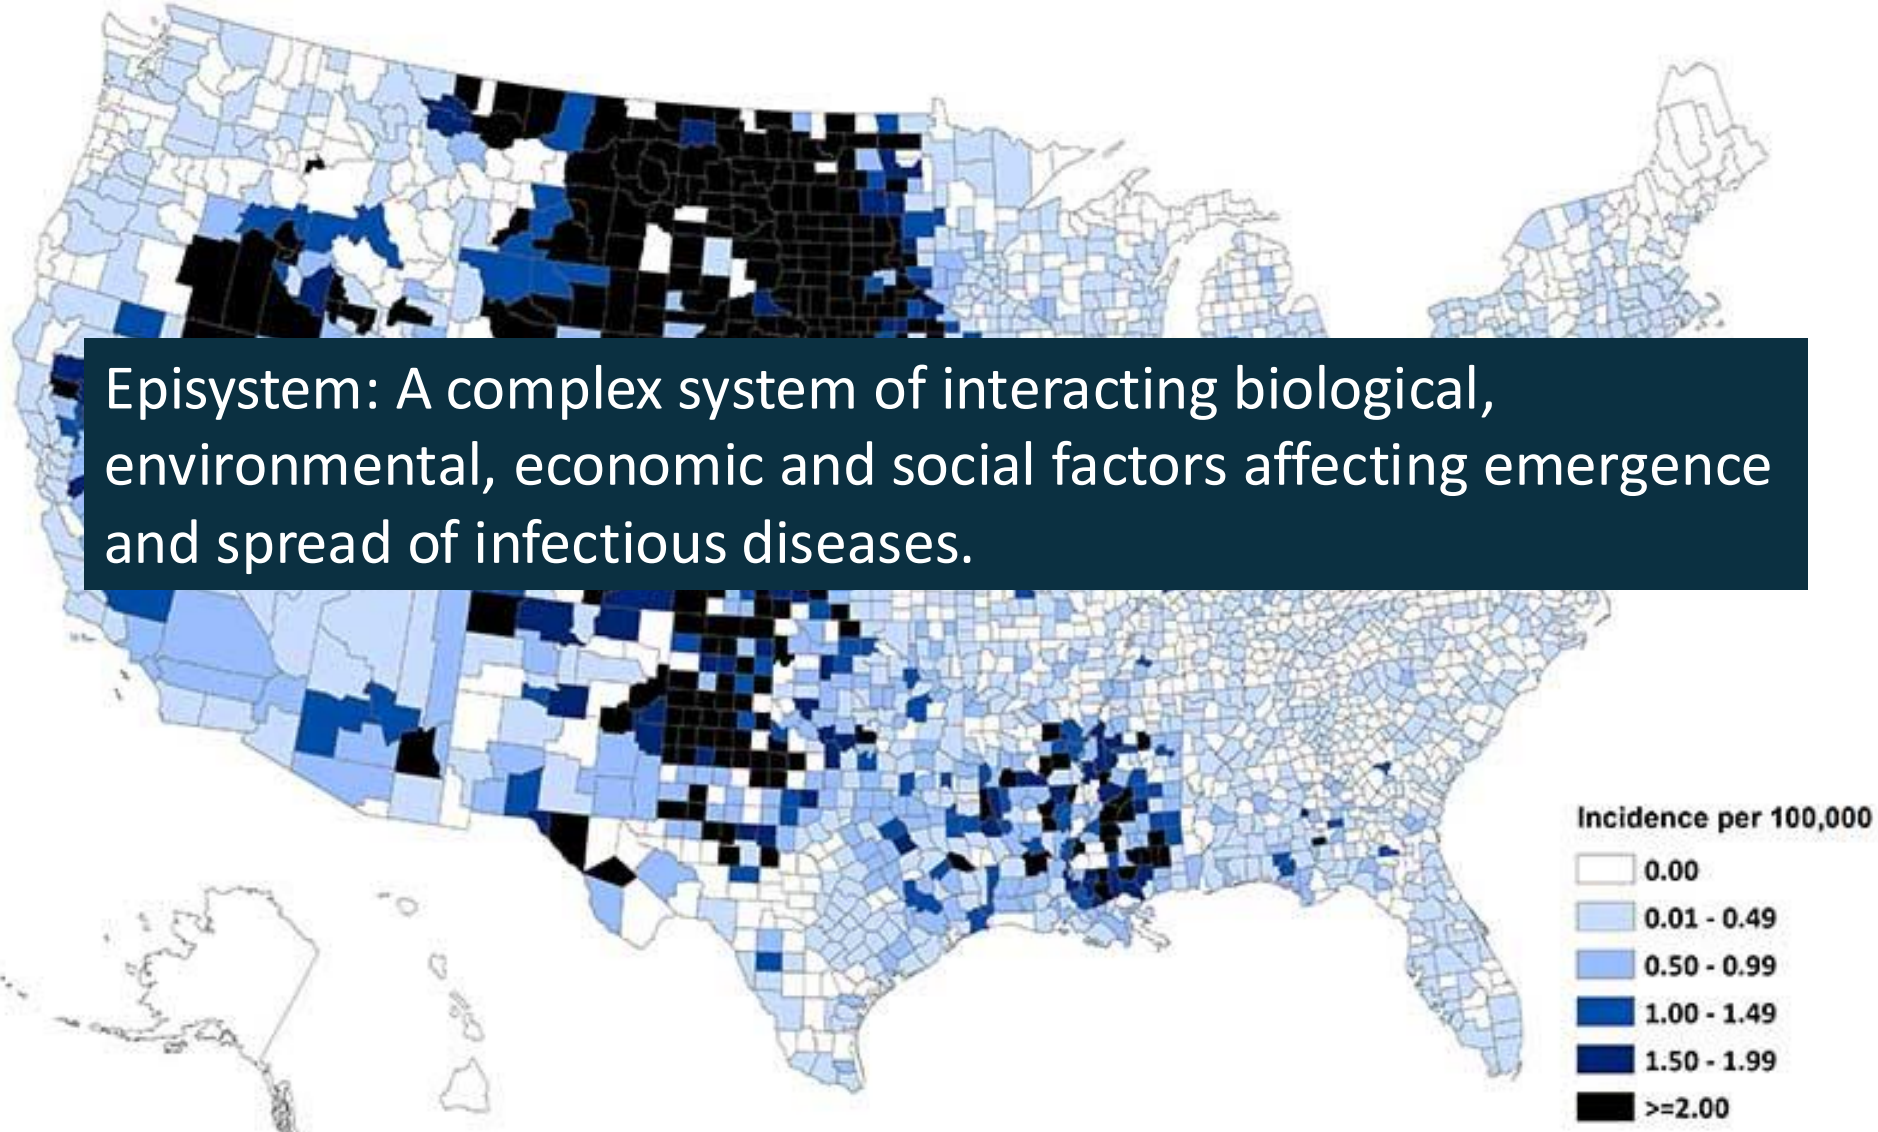 Episystem: A complex system of interacting biological,
environmental, economic and social factors affecting emergence
and spread of infectious diseases.
Incidence per 100,000
0.00
0.01 - 0.49
0.50 - 0.99
1.00 - 1.49
1.50 - 1.99
>=2.00